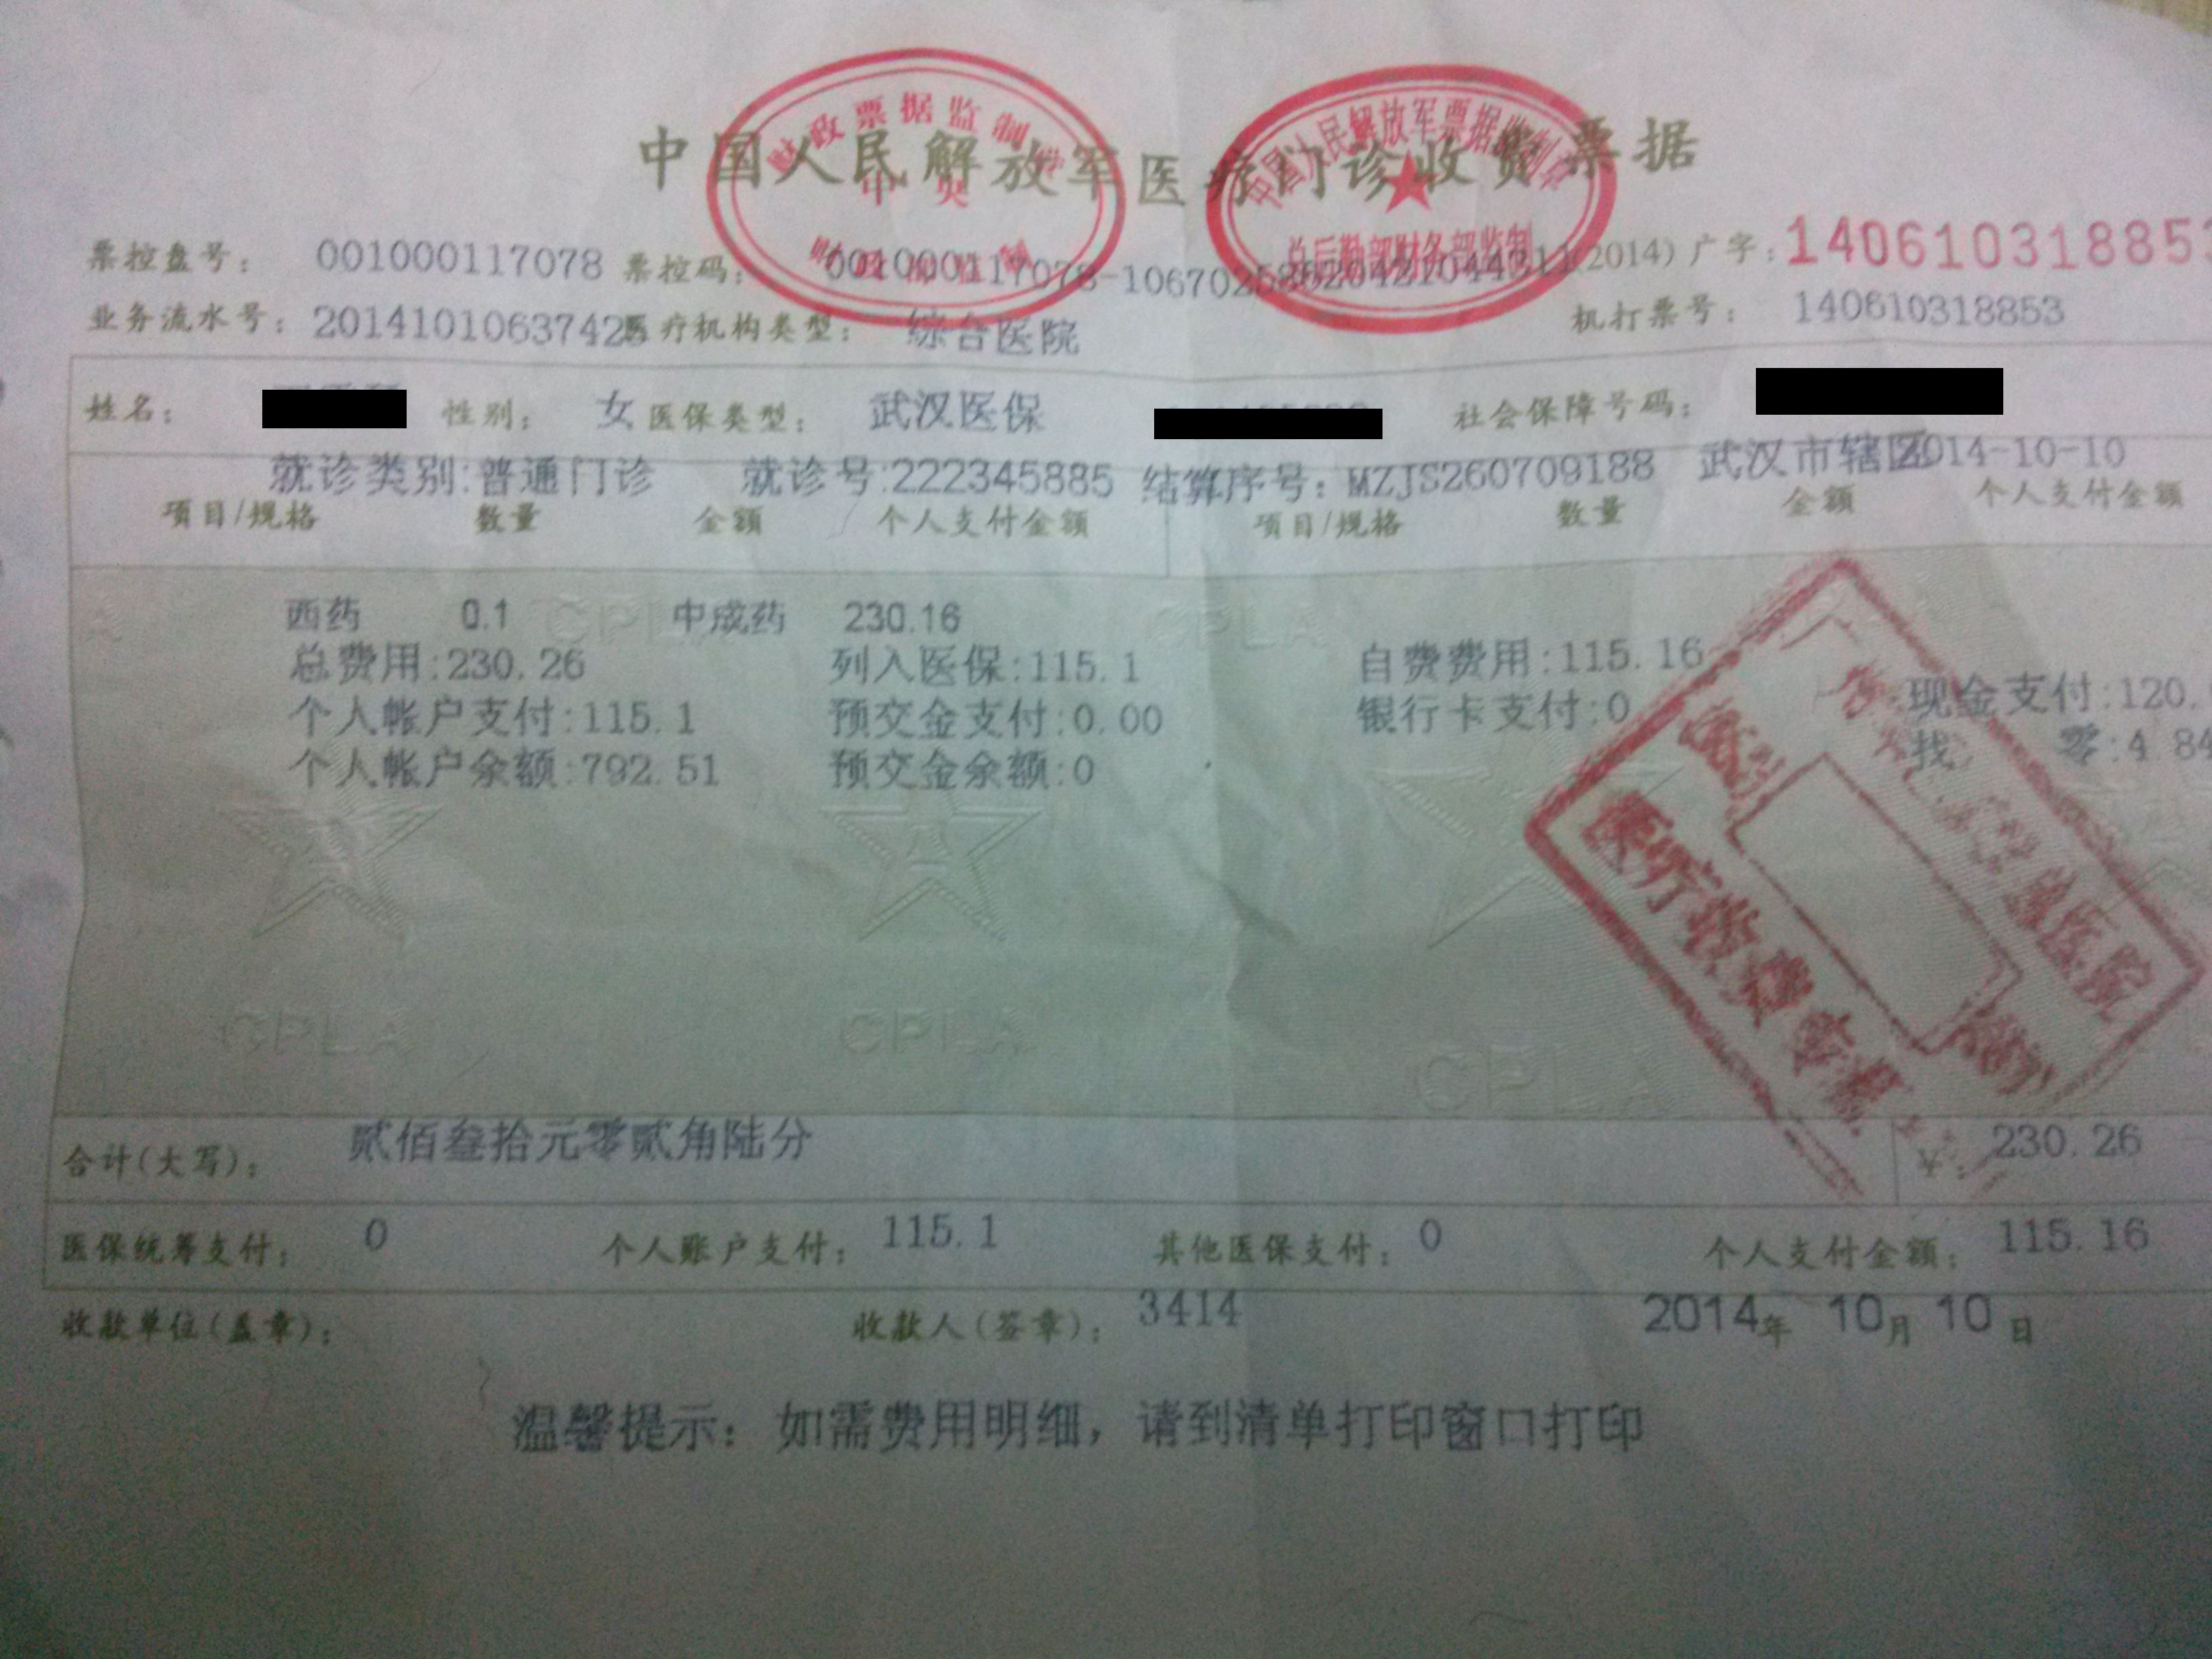 中国人民解放军医疗门诊收费票据
财政票据监制章
中央
中国人民解放军票据监制章
总后勤部财务部监制
票控盘号: 001000117078 票控码: (2014) 广字: 14061031885
业务流水号: 医疗机构类型: 综合医院 机打票号: 140610318853
姓名: 性别: 女 医保类型: 武汉医保 社会保障号码:
就诊类别:普通门诊 就诊号:222345885 结算序号: MZJS260709188 武汉市辖区2014-10-10
项目/规格 数量 金额 个人支付金额 项目/规格 数量 金额 个人支付金额
西药 0.1 中成药 230.16
总费用:230.26 列入医保:115.1 自费费用:115.16
个人帐户支付:115.1 预交金支付:0.00 银行卡支付:0 现金支付:120.
个人帐户余额:792.51 预交金余额:0 找零:4.84
医院
医疗收费专用
CPLA CPLA CPLA
合计(大写): 贰佰叁拾元零贰角陆分 230.26
医保统筹支付: 0 个人账户支付: 115.1 其他医保支付: 0 个人支付金额: 115.16
收款单位(盖章): 收款人(签章): 3414 2014年 10月 10日
温馨提示: 如需费用明细, 请到清单打印窗口打印